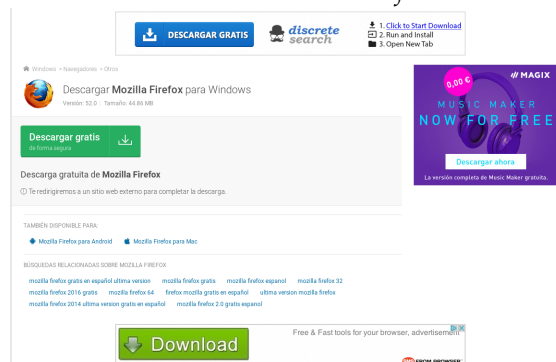 DESCARGAR GRATIS
discrete
search
1. Click to Start Download
2. Run and Install
3. Open New Tab
Windows > Navegadores > Otros
Descargar Mozilla Firefox para Windows
Versión: 52.0 | Tamaño: 44.86 MB
Descargar gratis
de forma segura
Descarga gratuita de Mozilla Firefox
Te redirigiremos a un sitio web externo para completar la descarga.
0,00 €
MAGIX
MUSIC MAKER
NOW FOR FREE
Descargar ahora
La versión completa de Music Maker gratuita.
TAMBIÉN DISPONIBLE PARA:
Mozilla Firefox para Android Mozilla Firefox para Mac
BÚSQUEDAS RELACIONADAS SOBRE MOZILLA FIREFOX
mozilla firefox gratis en español ultima version mozilla firefox gratis mozilla firefox espanol mozilla firefox 32
mozilla firefox 2016 gratis mozilla firefox 64 firefox mozilla gratis en español ultima version mozilla firefox
mozilla firefox 2014 ultima version gratis en español mozilla firefox 2.0 gratis espanol
Download
Free & Fast tools for your browser, advertisement
FROM BROWSER